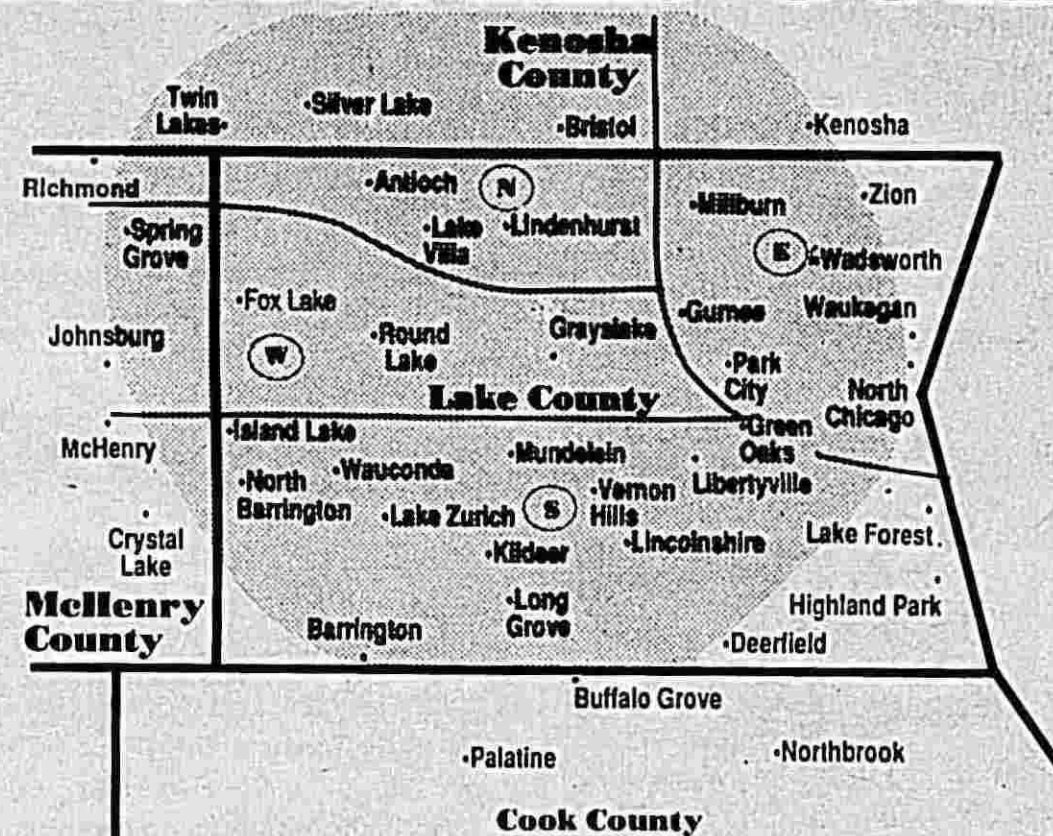 Kenosha
County
Twin
Lakes
Silver Lake
Bristol
Kenosha
Richmond
Antioch
N
Milburn
Zion
Spring
Grove
Lake
Villa
Lindenhurst
E
Wadsworth
Fox Lake
Gurnee
Waukagan
Johnsburg
Round
Lake
Grayslake
W
Park
City
North
Chicago
Lake County
McHenry
Island Lake
Green
Oaks
Mundelein
Wauconda
North
Barrington
Vernon
Hills
Libertyville
Lake Zurich
S
Crystal
Lake
Kildeer
Lincolnshire
Lake Forest
McHenry
County
Long
Grove
Highland Park
Barrington
Deerfield
Buffalo Grove
Palatine
Northbrook
Cook County